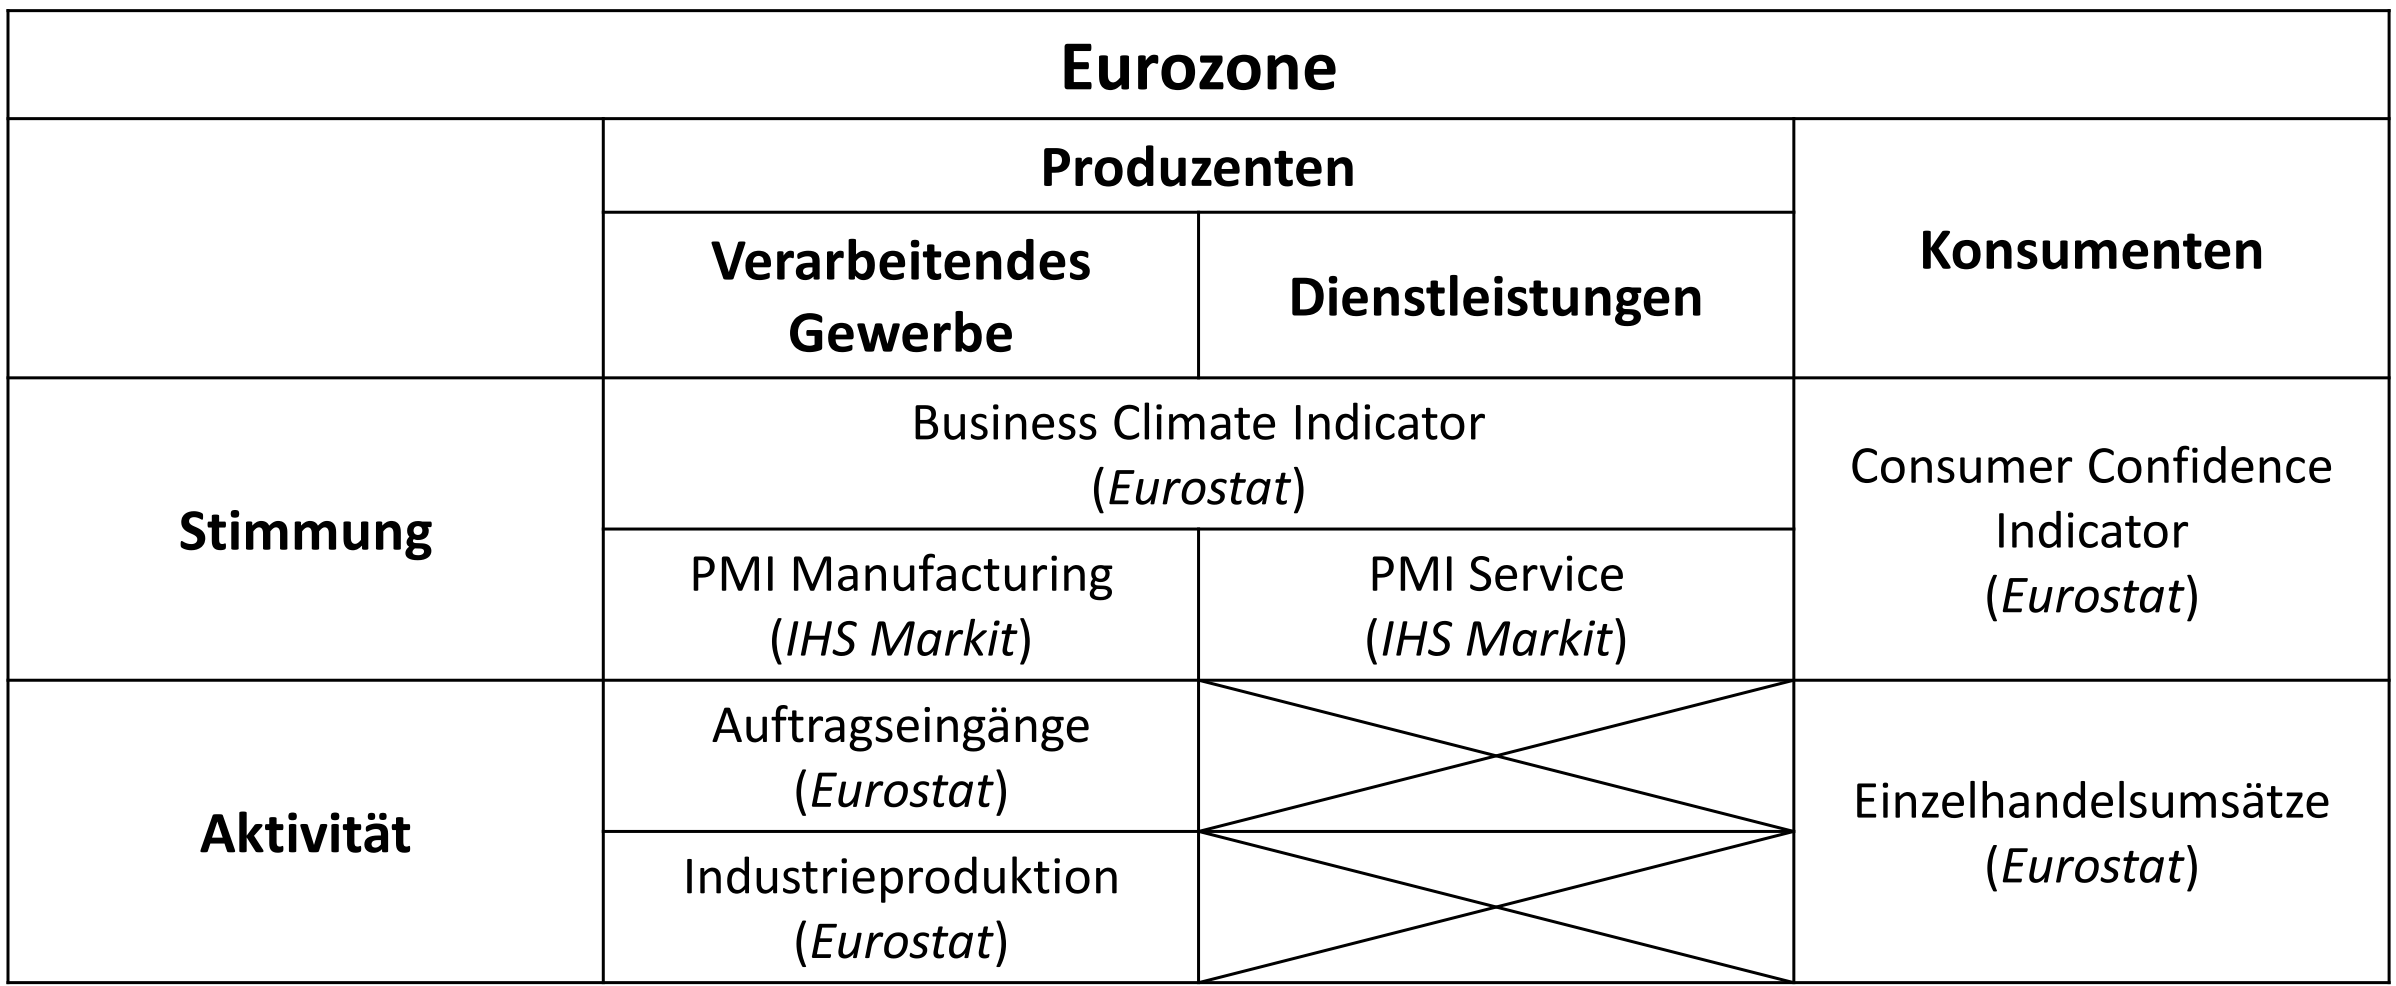 Eurozone
Produzenten
Konsumenten
Verarbeitendes
Gewerbe
Dienstleistungen
Stimmung
Business Climate Indicator
(Eurostat)
PMI Manufacturing
(IHS Markit)
PMI Service
(IHS Markit)
Consumer Confidence
Indicator
(Eurostat)
Aktivität
Auftragseingänge
(Eurostat)
Industrieproduktion
(Eurostat)
Einzelhandelsumsätze
(Eurostat)